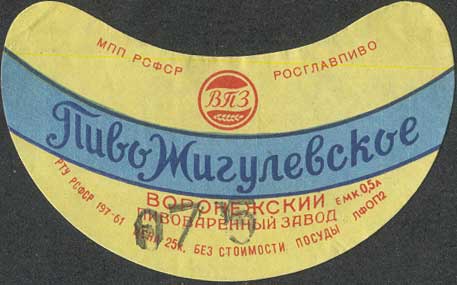 МПП РСФСР
РОСГЛАВПИВО
ВПЗ
Пиво Жигулевское
ВОРОНЕЖСКИЙ
ПИВОВАРЕННЫЙ ЗАВОД
РТУ РСФСР 197-61
ЦЕНА 25К. БЕЗ СТОИМОСТИ ПОСУДЫ
ЕМК. 0,5Л